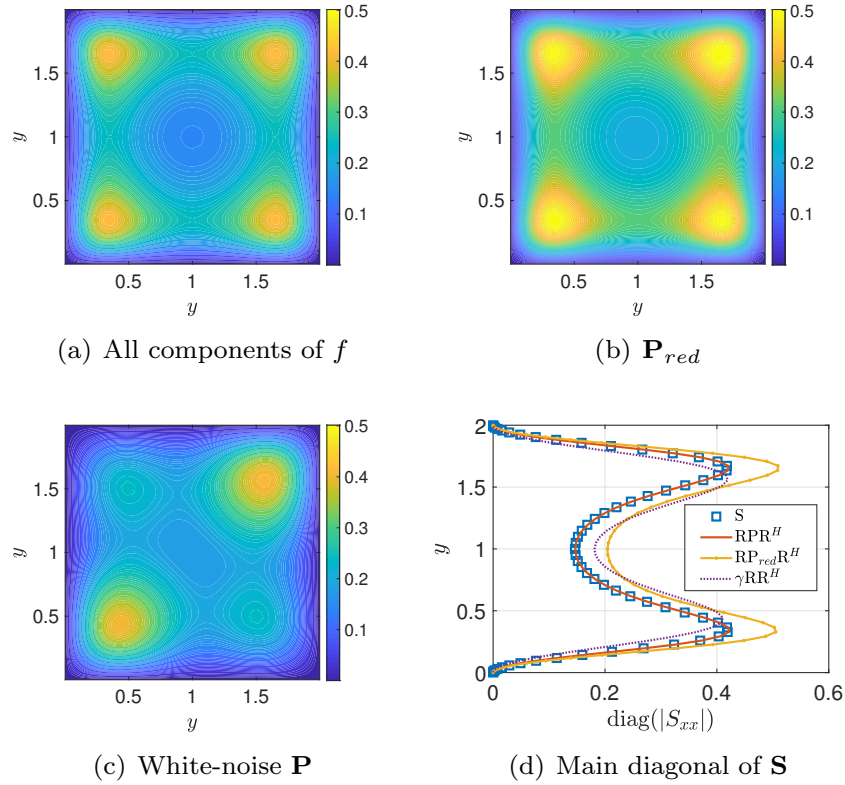 0.5
1
1.5
y
0.5
1
1.5
y
0.1
0.2
0.3
0.4
0.5
(a) All components of f
0.5
1
1.5
y
0.5
1
1.5
y
0.1
0.2
0.3
0.4
0.5
(b) P_red
0.5
1
1.5
y
0.5
1
1.5
y
0.1
0.2
0.3
0.4
0.5
(c) White-noise P
0
0.5
1
1.5
2
y
0
0.2
0.4
0.6
diag(|S_xx|)
S
RPR^H
RP_redR^H
γRR^H
(d) Main diagonal of S